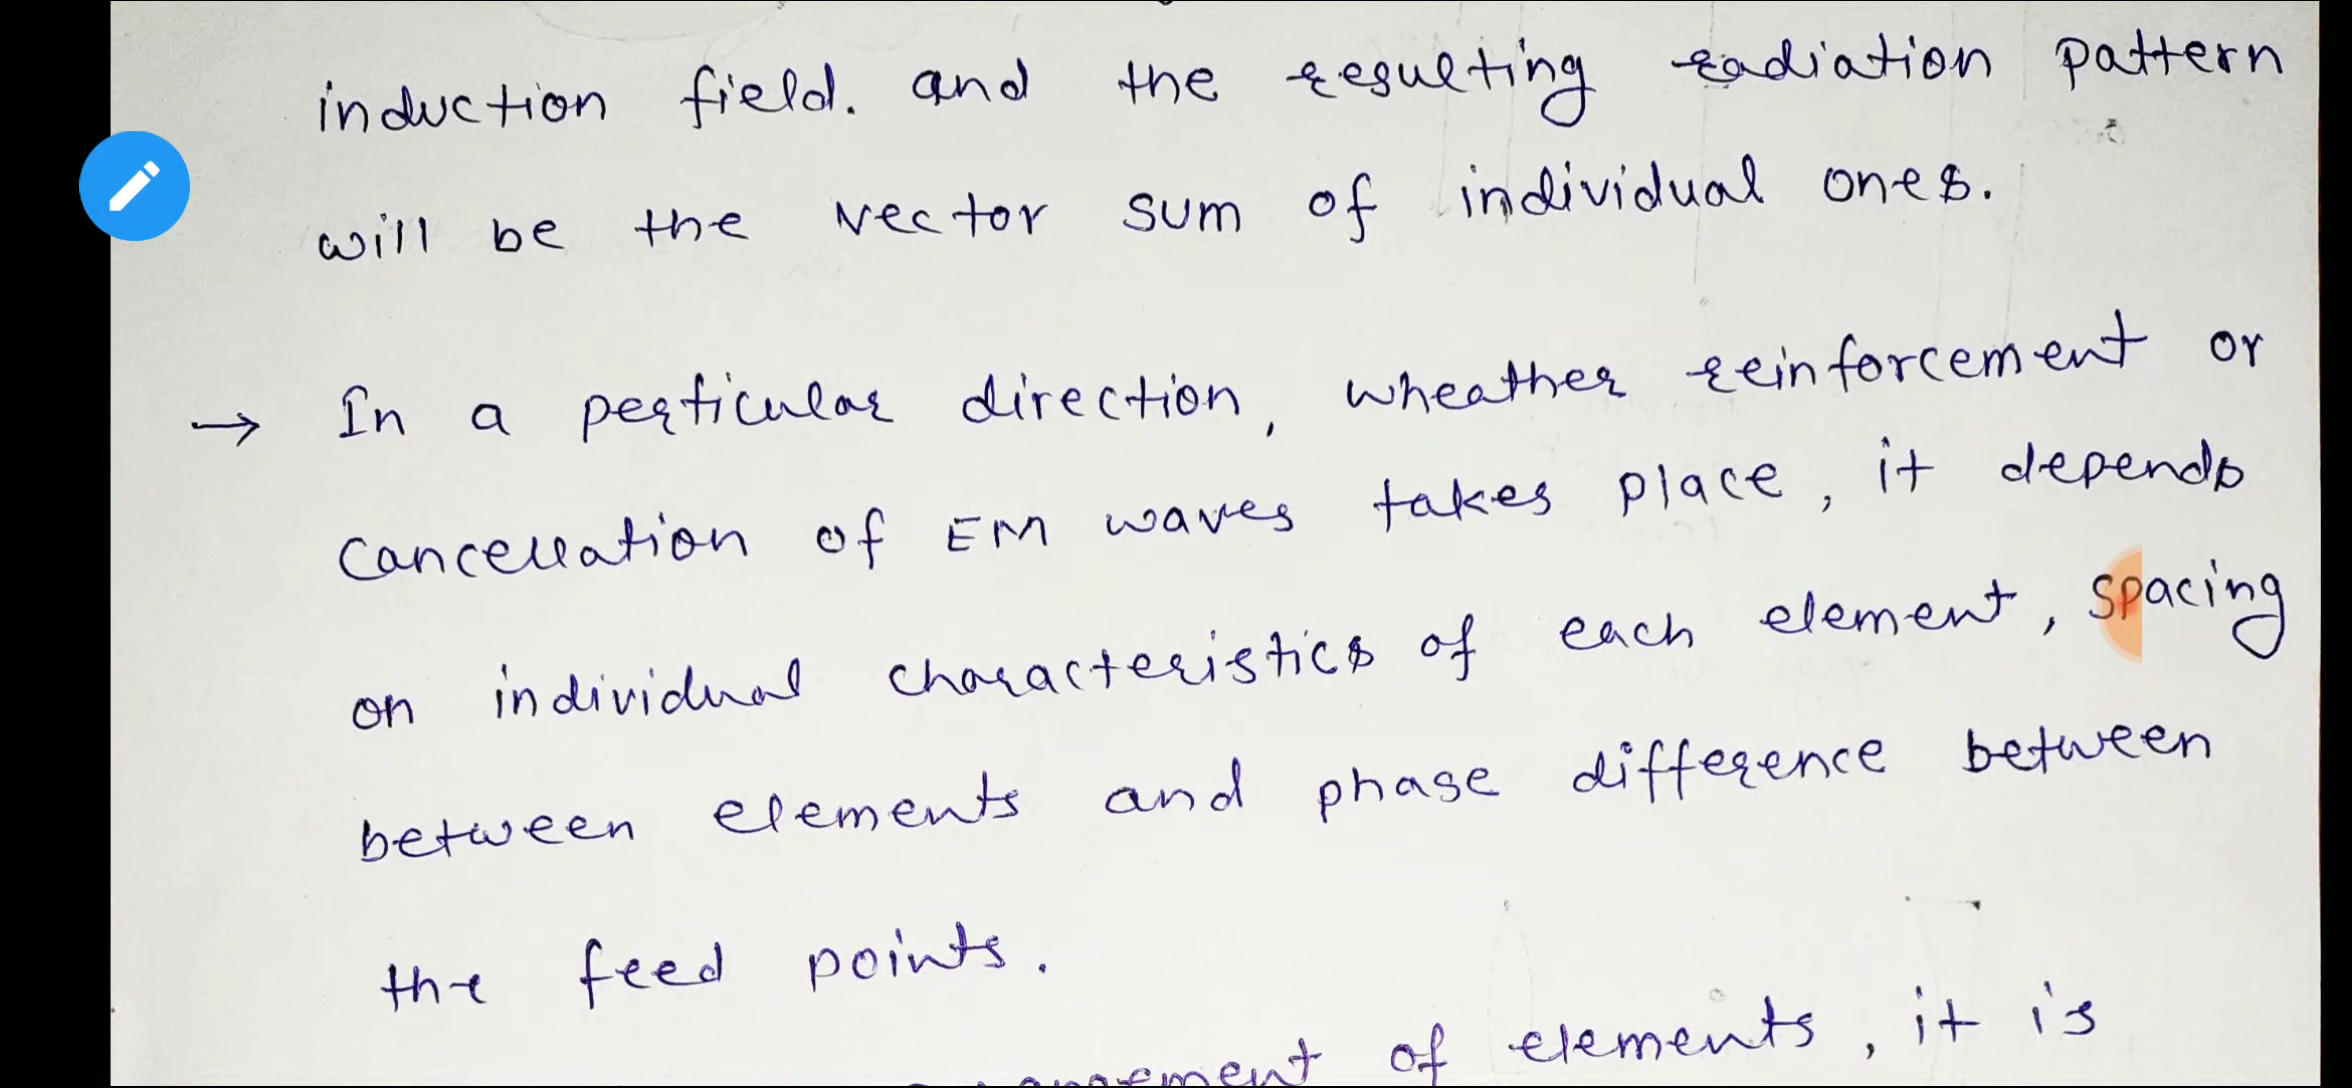 induction field. and the resulting radiation pattern
will be the vector sum of individual ones.
→ In a perticular direction, wheather reinforcement or
cancellation of EM waves takes place, it depends
on individual characteristics of each element, spacing
between elements and phase difference between
the feed points.
of elements, it is